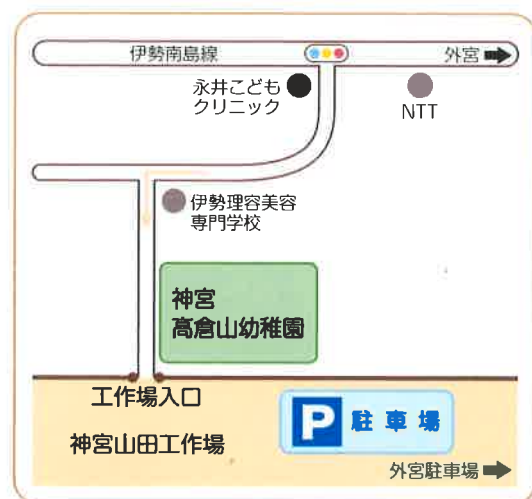 伊勢南島線
外宮
永井こども
クリニック
NTT
伊勢理容美容
専門学校
神宮
高倉山幼稚園
工作場入口
P 駐車場
神宮山田工作場
外宮駐車場